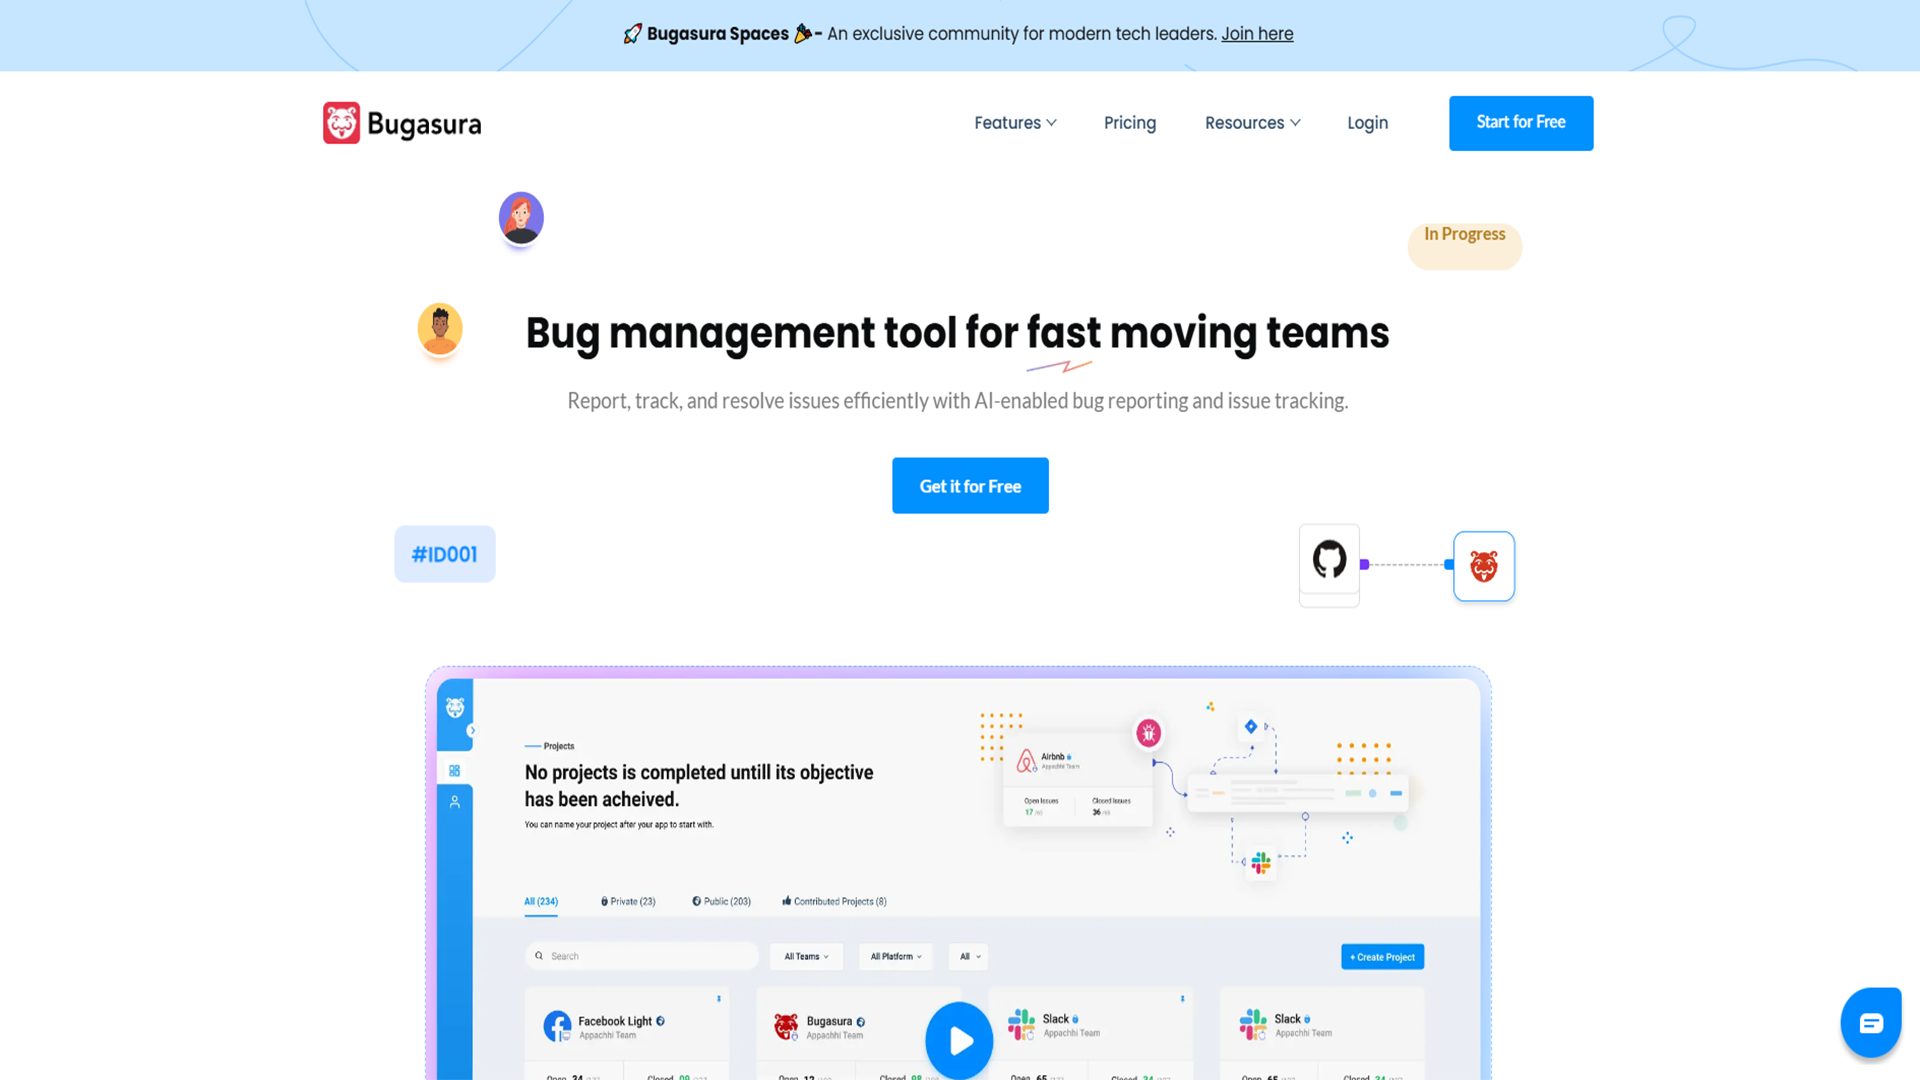 🚀 Bugasura Spaces 🎉- An exclusive community for modern tech leaders. Join here
Bugasura
Features
Pricing
Resources
Login
Start for Free
In Progress
Bug management tool for fast moving teams
Report, track, and resolve issues efficiently with AI-enabled bug reporting and issue tracking.
Get it for Free
#ID001
Projects
No projects is completed untill its objective
has been acheived.
You can name your project after your app to start with.
Airbnb
Appachhi Team
Open Issues
Closed Issues
17
36
All (234)
Private (23)
Public (203)
Contributed Projects (8)
Search
All Teams
All Platform
All
+ Create Project
Facebook Light
Appachhi Team
Bugasura
Appachhi Team
Slack
Appachhi Team
Slack
Appachhi Team
Open 34
Closed 09
Open 12
Closed 98
Open 65
Closed 34
Open 65
Closed 34